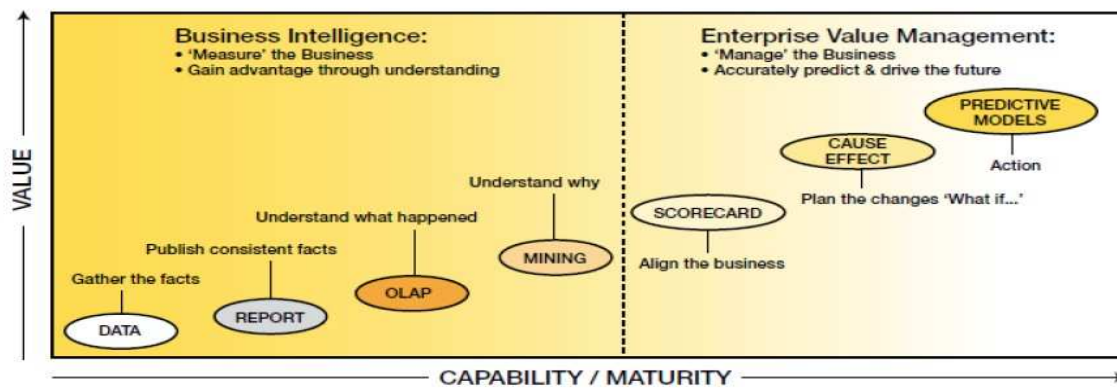 Business Intelligence:
• 'Measure' the Business
• Gain advantage through understanding
Enterprise Value Management:
• 'Manage' the Business
• Accurately predict & drive the future
PREDICTIVE
MODELS
Action
CAUSE
EFFECT
Plan the changes 'What if...'
Understand why
SCORECARD
Align the business
Understand what happened
MINING
Publish consistent facts
OLAP
Gather the facts
REPORT
DATA
VALUE
CAPABILITY / MATURITY